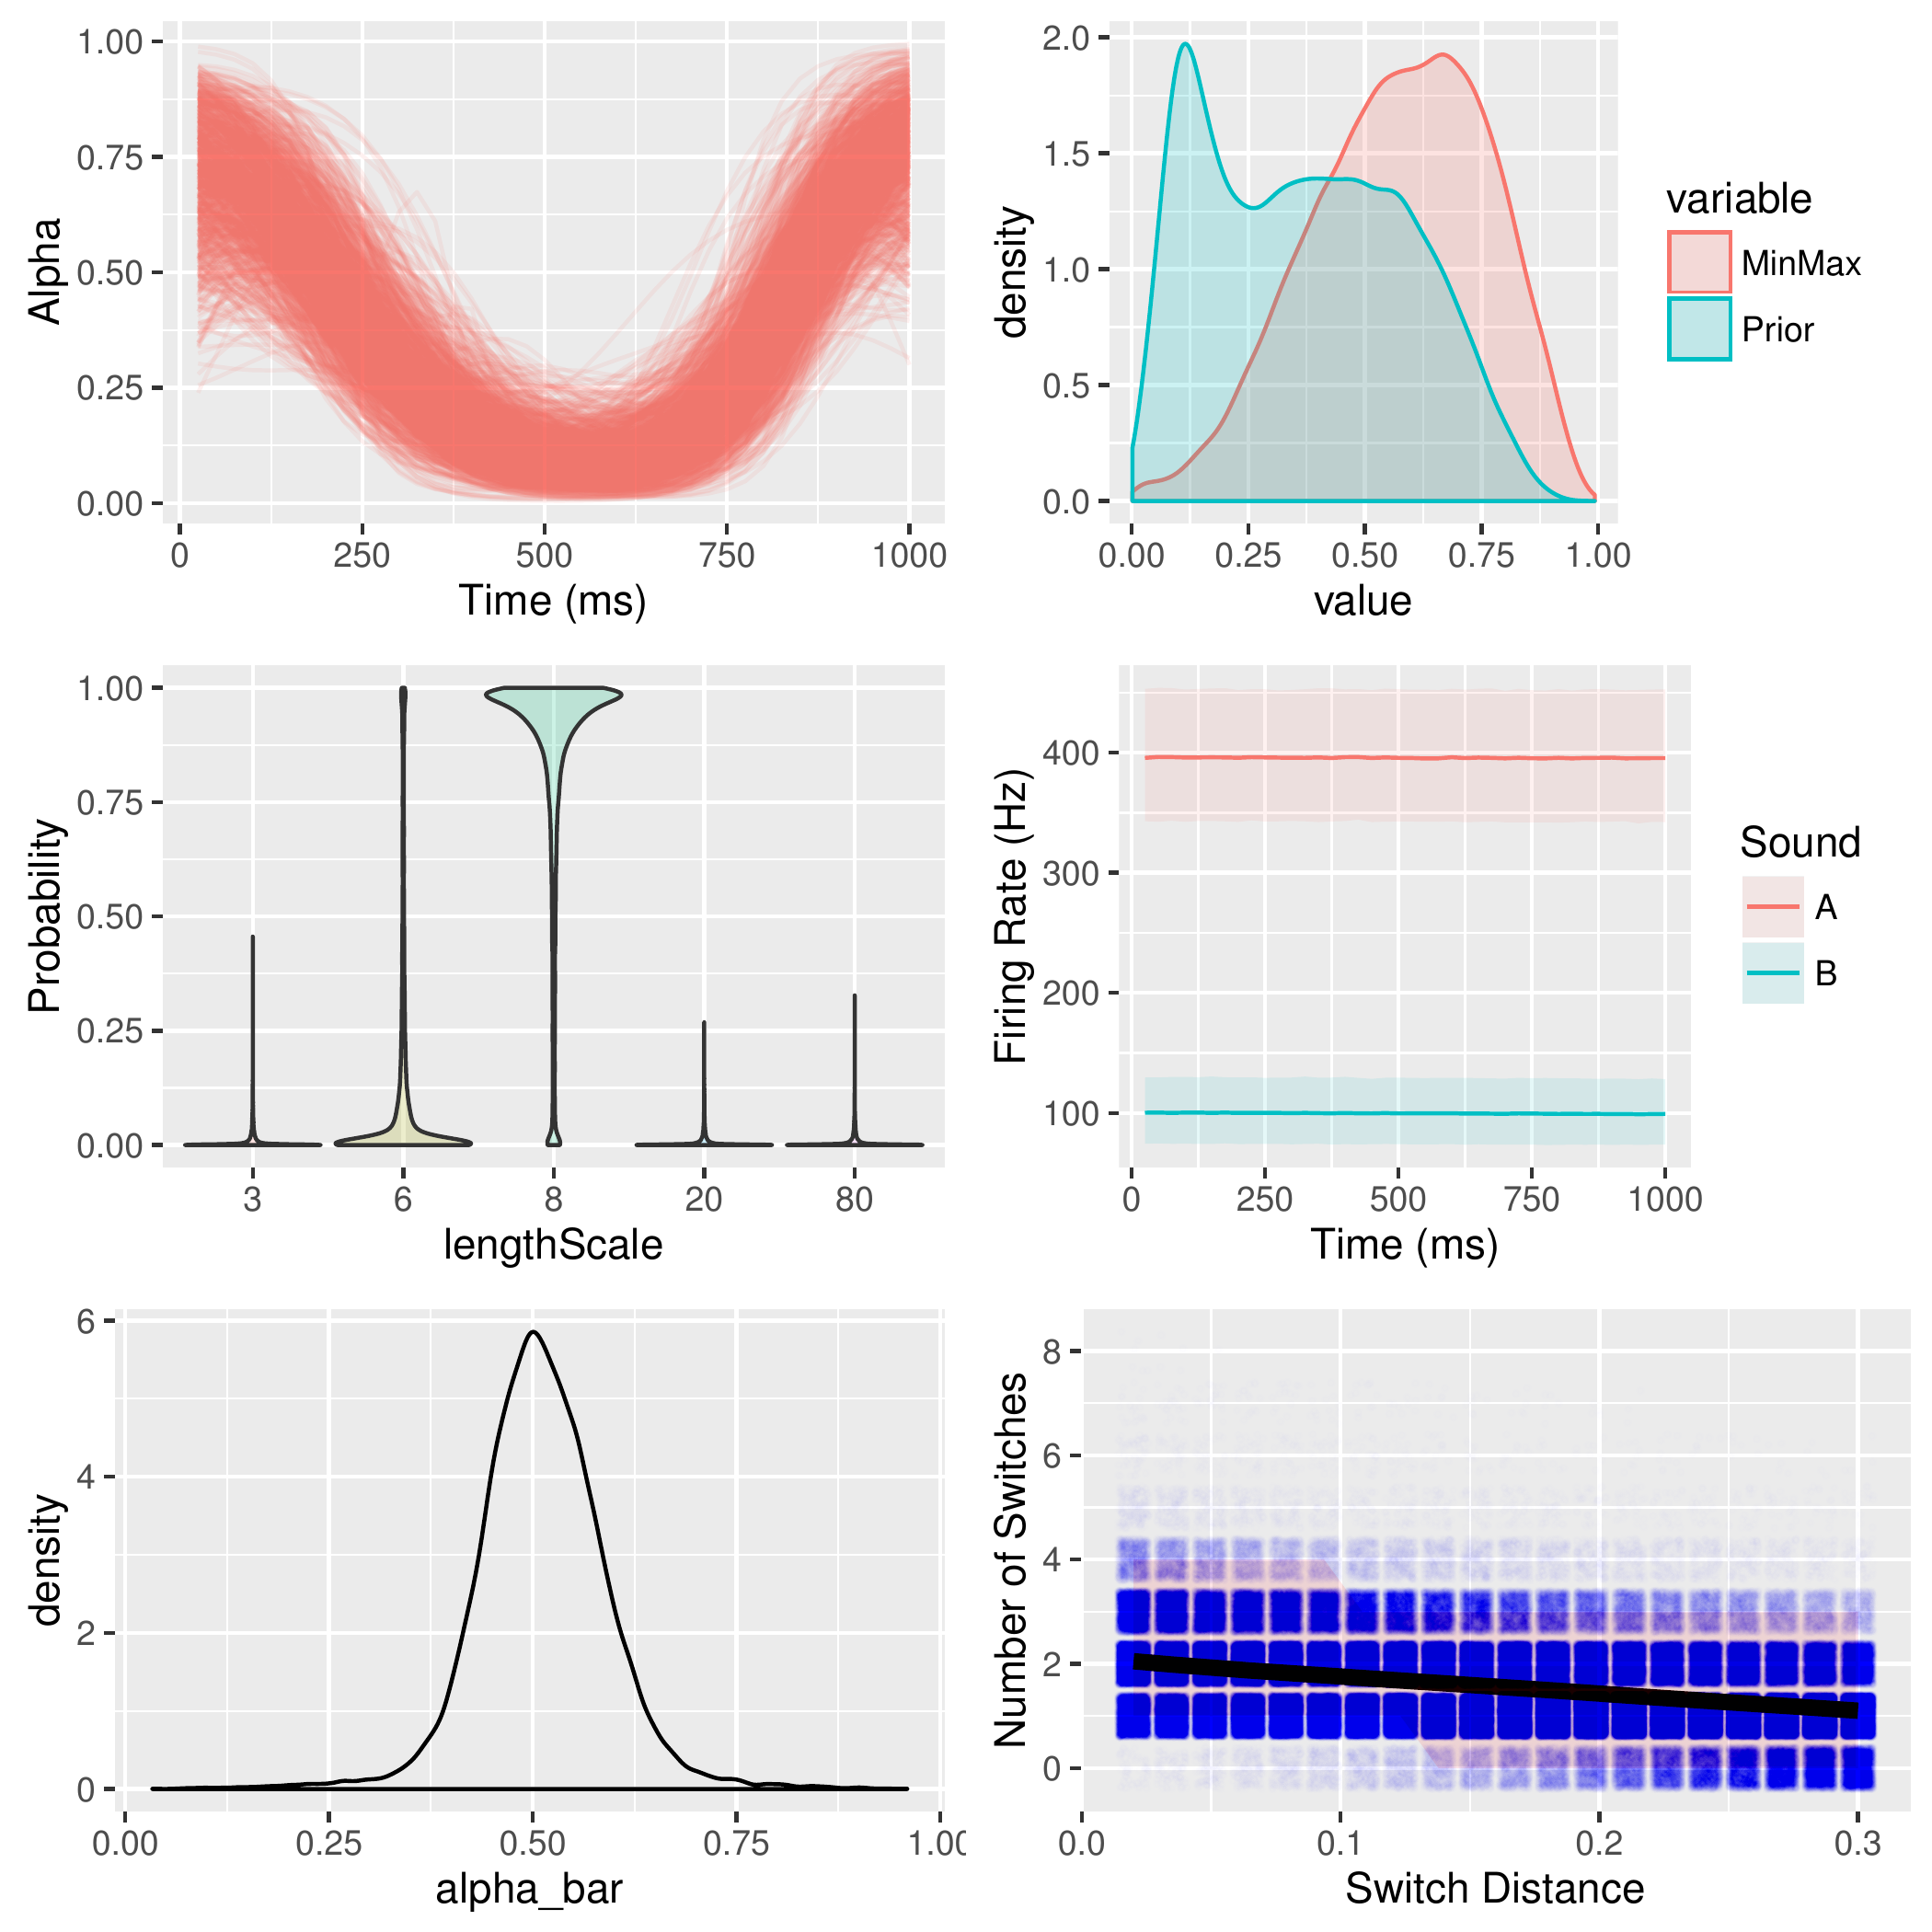 1.00
0.75
0.50
0.25
0.00
Alpha
0 250 500 750 1000
Time (ms)
2.0
1.5
1.0
0.5
0.0
density
0.00 0.25 0.50 0.75 1.00
value
variable
MinMax
Prior
1.00
0.75
0.50
0.25
0.00
Probability
3 6 8 20 80
lengthScale
400
300
200
100
Firing Rate (Hz)
0 250 500 750 1000
Time (ms)
Sound
A
B
6
4
2
0
density
0.00 0.25 0.50 0.75 1.00
alpha_bar
8
6
4
2
0
Number of Switches
0.0 0.1 0.2 0.3
Switch Distance